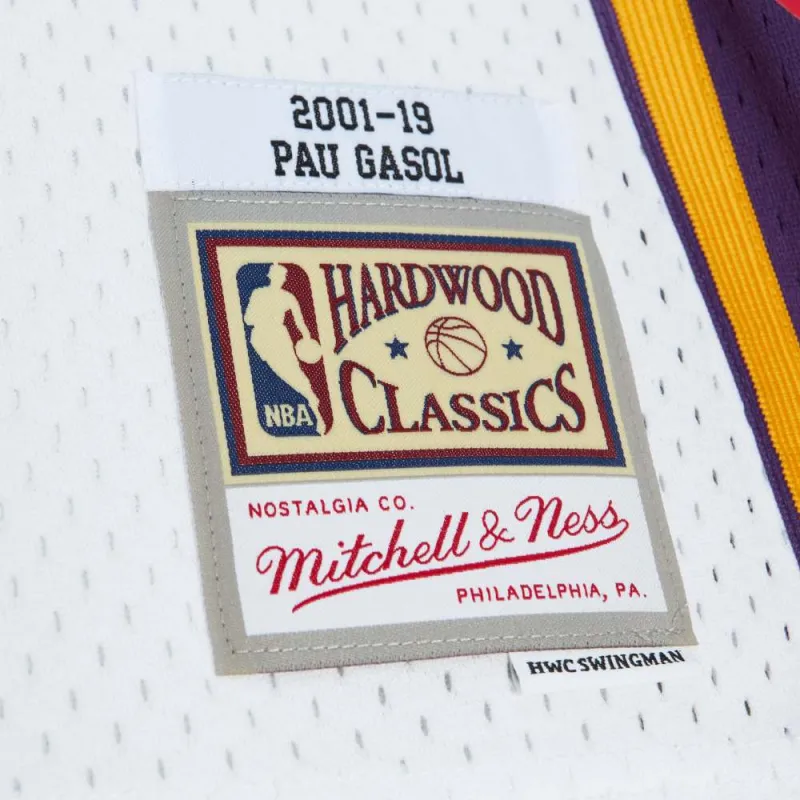 2001-19
PAU GASOL
HARDWOOD
CLASSICS
NBA
NOSTALGIA CO.
Mitchell & Ness
PHILADELPHIA, PA.
HWC SWINGMAN